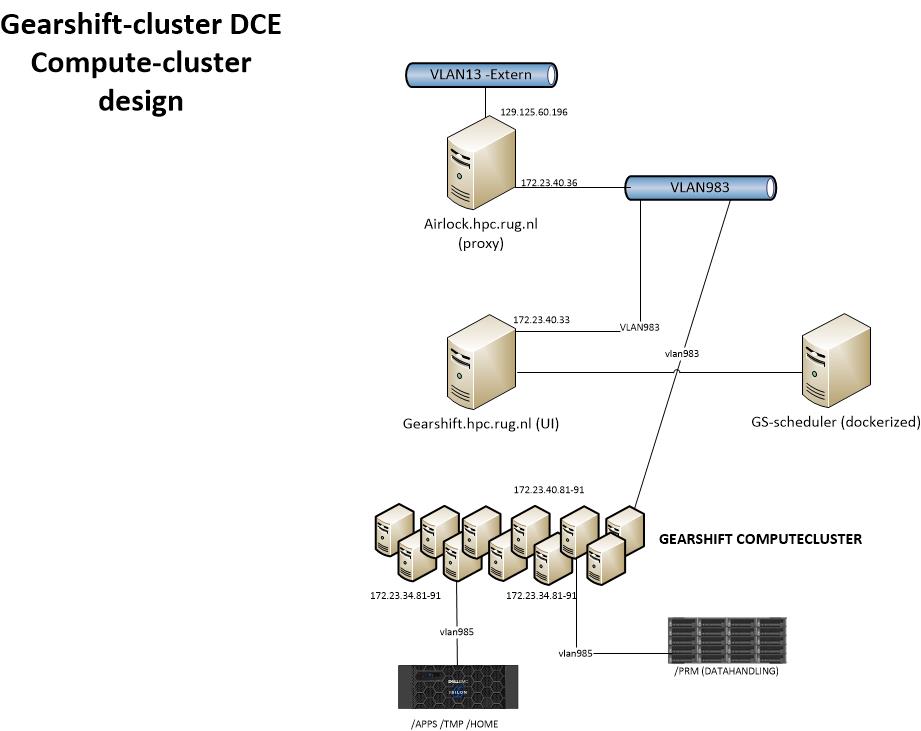 Gearshift-cluster DCE
Compute-cluster
design
VLAN13 -Extern
129.125.60.196
172.23.40.36
VLAN983
Airlock.hpc.rug.nl
(proxy)
172.23.40.33
VLAN983
vlan983
Gearshift.hpc.rug.nl (UI)
GS-scheduler (dockerized)
172.23.40.81-91
GEARSHIFT COMPUTECLUSTER
172.23.34.81-91
172.23.34.81-91
vlan985
vlan985
/PRM (DATAHANDLING)
DELLEMC
ISILON
/APPS /TMP /HOME